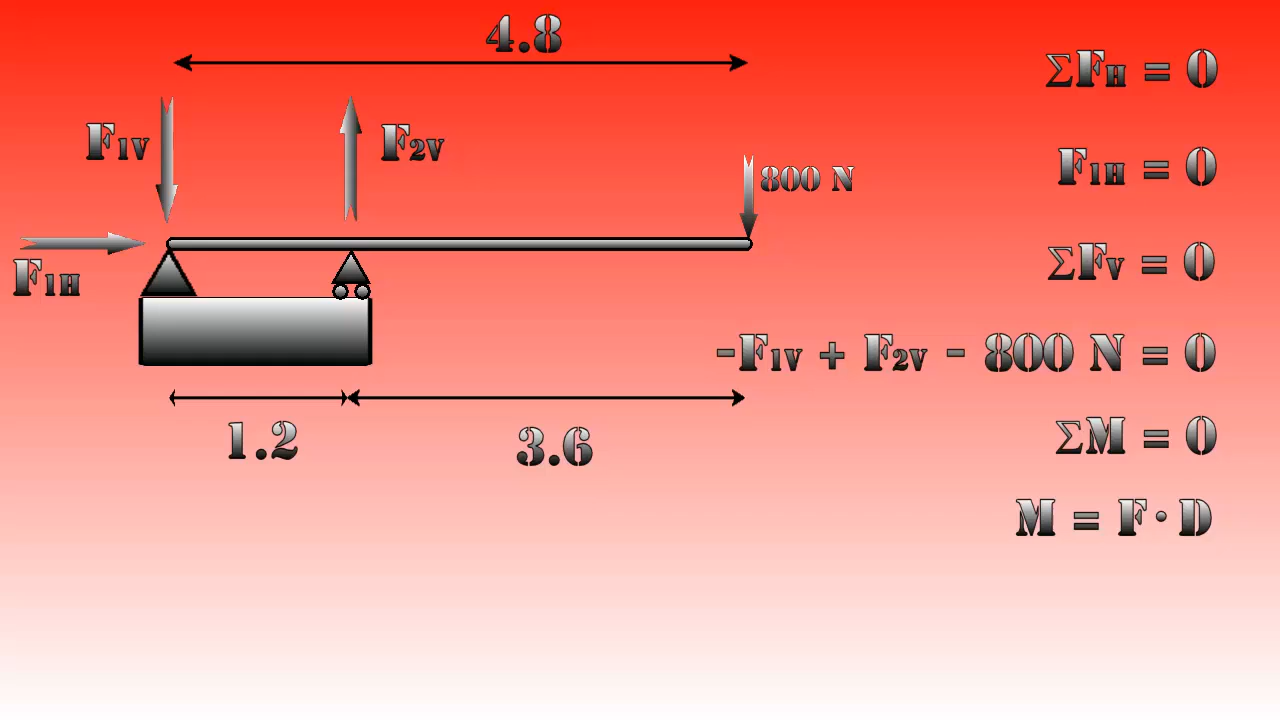 4.8
F1V
F2V
800 N
F1H
1.2
3.6
ΣFH = 0
F1H = 0
ΣFV = 0
-F1V + F2V - 800 N = 0
ΣM = 0
M = F · D